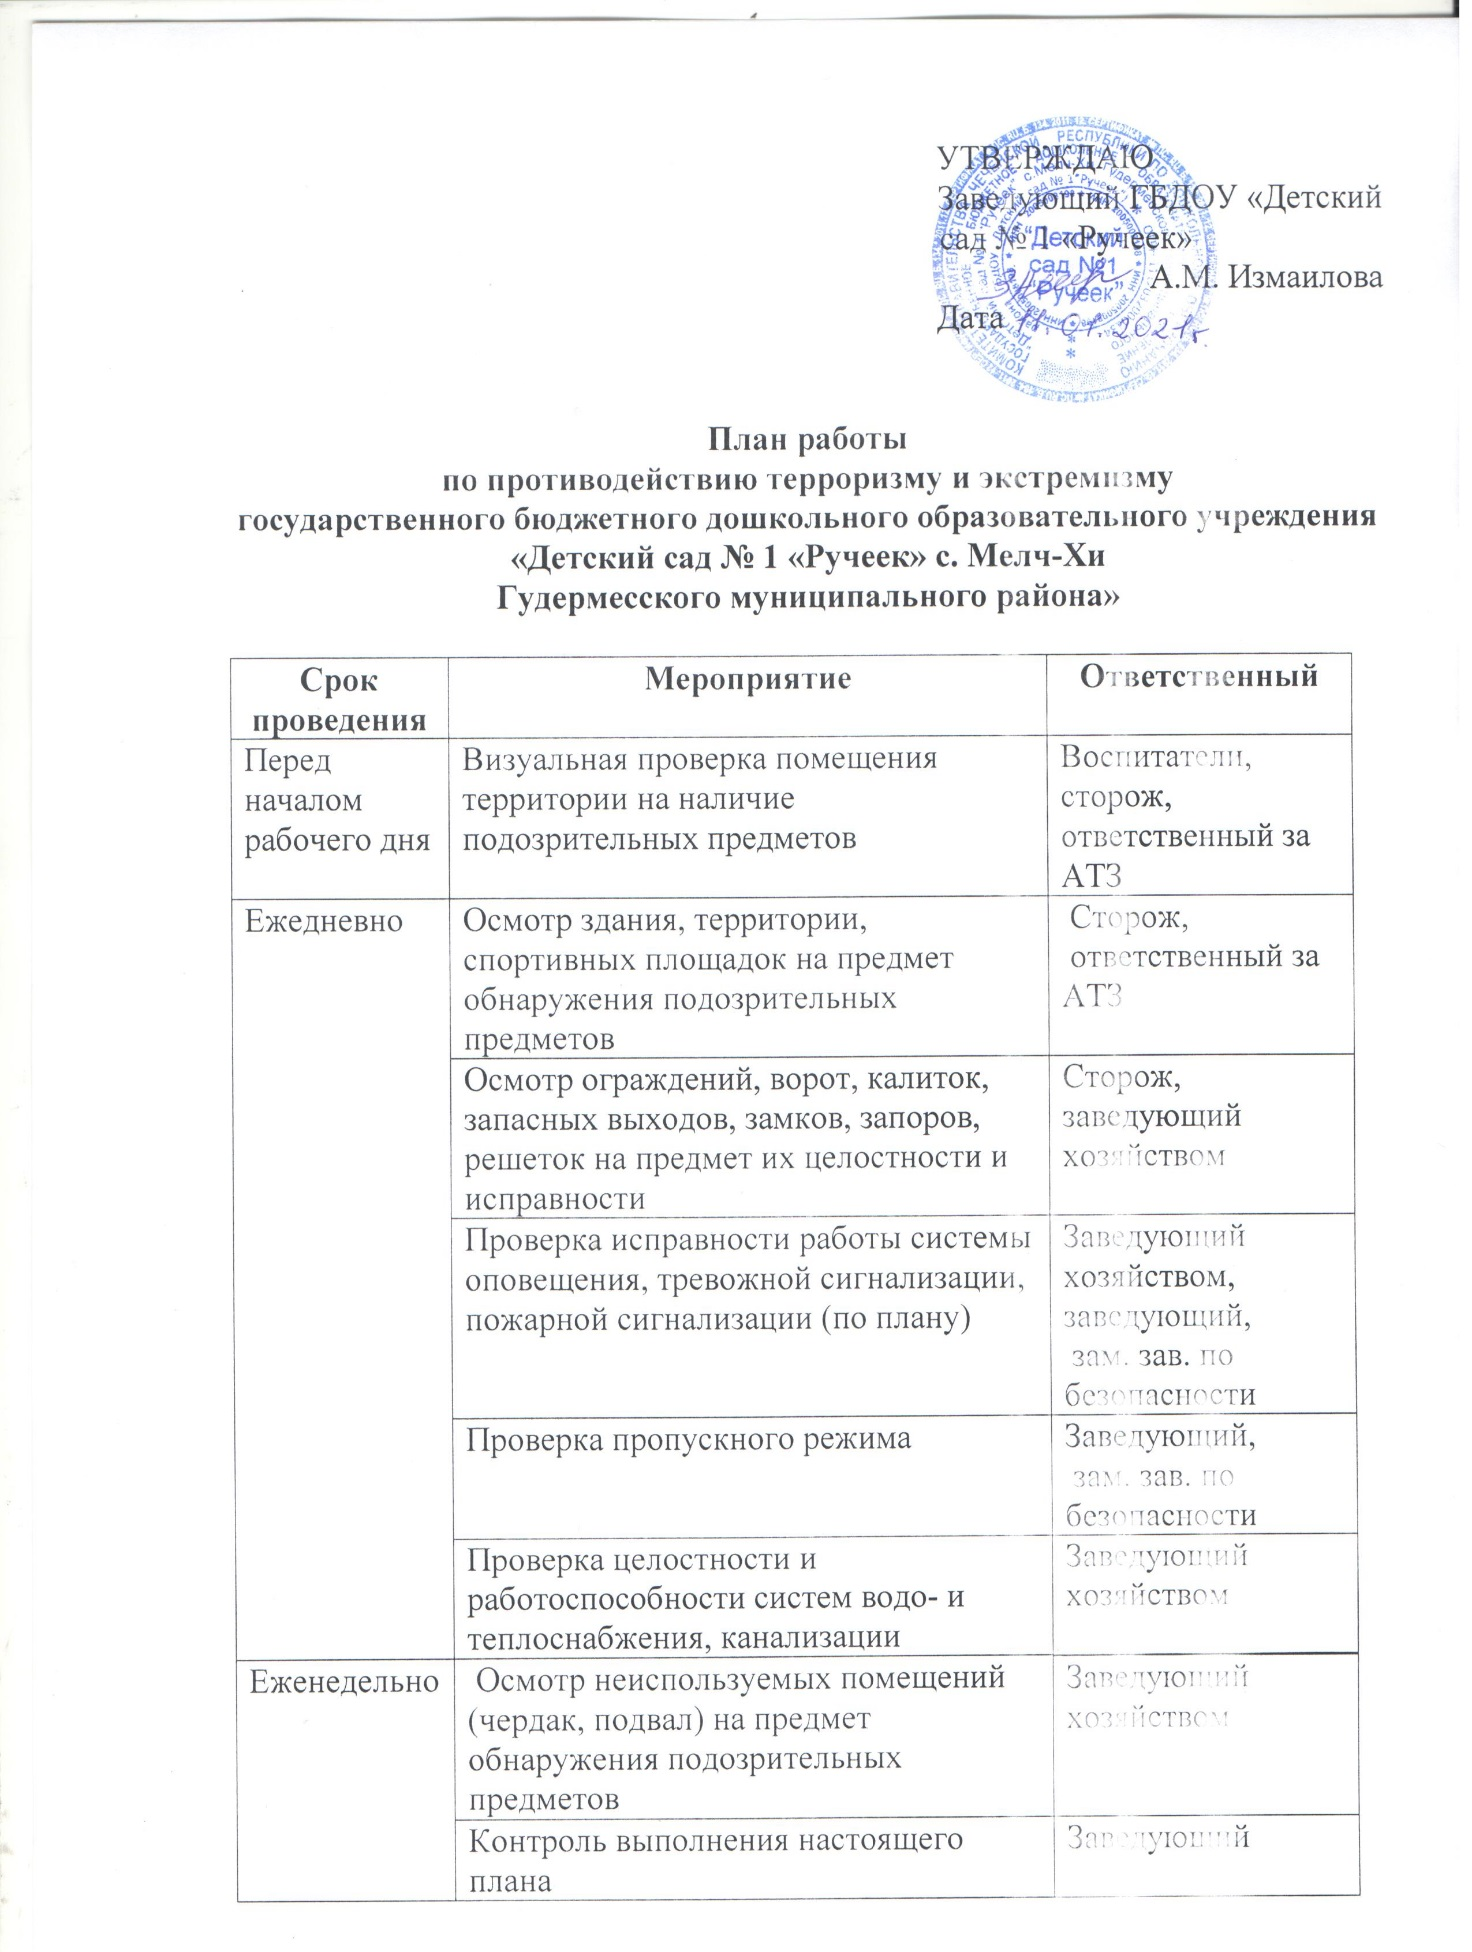 УТВЕРЖДАЮ
Заведующий ГБДОУ «Детский
сад № 1 «Ручеек»
А.М. Измаилова
Дата 11.01.2021г.
"Детский
сад №1
"Ручеек"
План работы
по противодействию терроризму и экстремизму
государственного бюджетного дошкольного образовательного учреждения
«Детский сад № 1 «Ручеек» с. Мелч-Хи
Гудермесского муниципального района»
Срок
проведения
Мероприятие
Ответственный
Перед
началом
рабочего дня
Визуальная проверка помещения
территории на наличие
подозрительных предметов
Воспитатели,
сторож,
ответственный за
АТЗ
Ежедневно
Осмотр здания, территории,
спортивных площадок на предмет
обнаружения подозрительных
предметов
Сторож,
ответственный за
АТЗ
Осмотр ограждений, ворот, калиток,
запасных выходов, замков, запоров,
решеток на предмет их целостности и
исправности
Сторож,
заведующий
хозяйством
Проверка исправности работы системы
оповещения, тревожной сигнализации,
пожарной сигнализации (по плану)
Заведующий
хозяйством,
заведующий,
зам. зав. по
безопасности
Проверка пропускного режима
Заведующий,
зам. зав. по
безопасности
Проверка целостности и
работоспособности систем водо- и
теплоснабжения, канализации
Заведующий
хозяйством
Еженедельно
Осмотр неиспользуемых помещений
(чердак, подвал) на предмет
обнаружения подозрительных
предметов
Заведующий
хозяйством
Контроль выполнения настоящего
плана
Заведующий